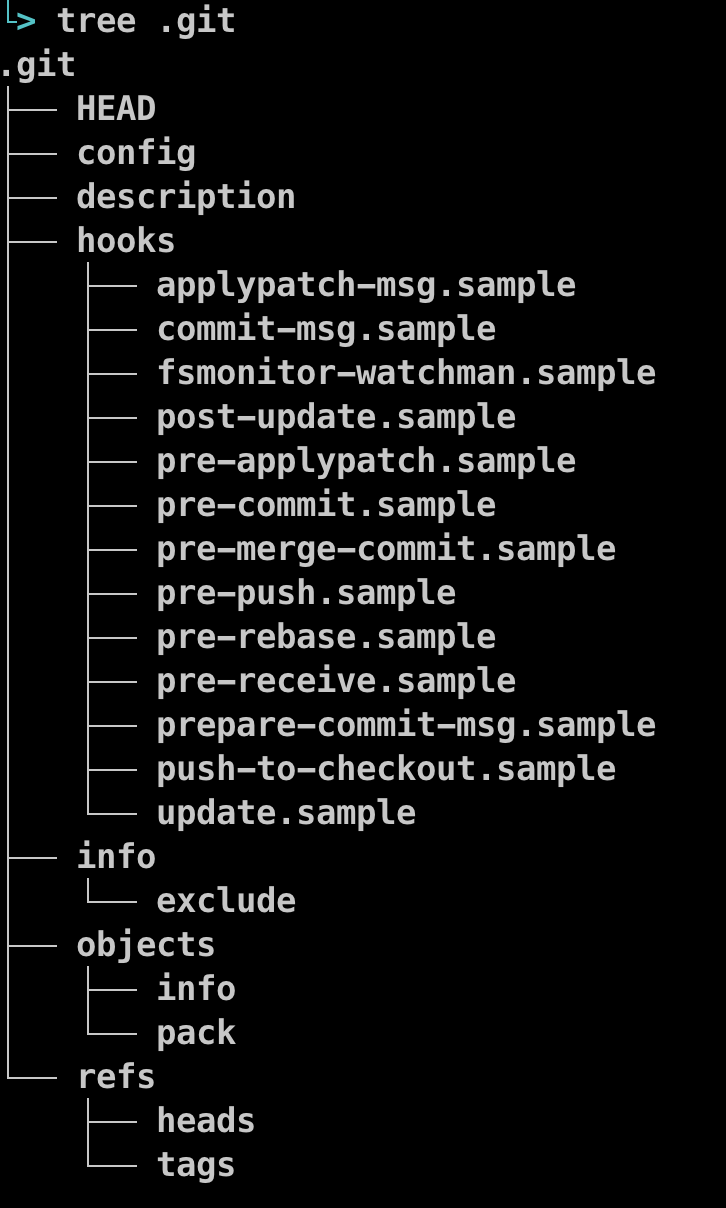 > tree .git
.git
├── HEAD
├── config
├── description
├── hooks
│   ├── applypatch-msg.sample
│   ├── commit-msg.sample
│   ├── fsmonitor-watchman.sample
│   ├── post-update.sample
│   ├── pre-applypatch.sample
│   ├── pre-commit.sample
│   ├── pre-merge-commit.sample
│   ├── pre-push.sample
│   ├── pre-rebase.sample
│   ├── pre-receive.sample
│   ├── prepare-commit-msg.sample
│   ├── push-to-checkout.sample
│   └── update.sample
├── info
│   └── exclude
├── objects
│   ├── info
│   └── pack
└── refs
    ├── heads
    └── tags